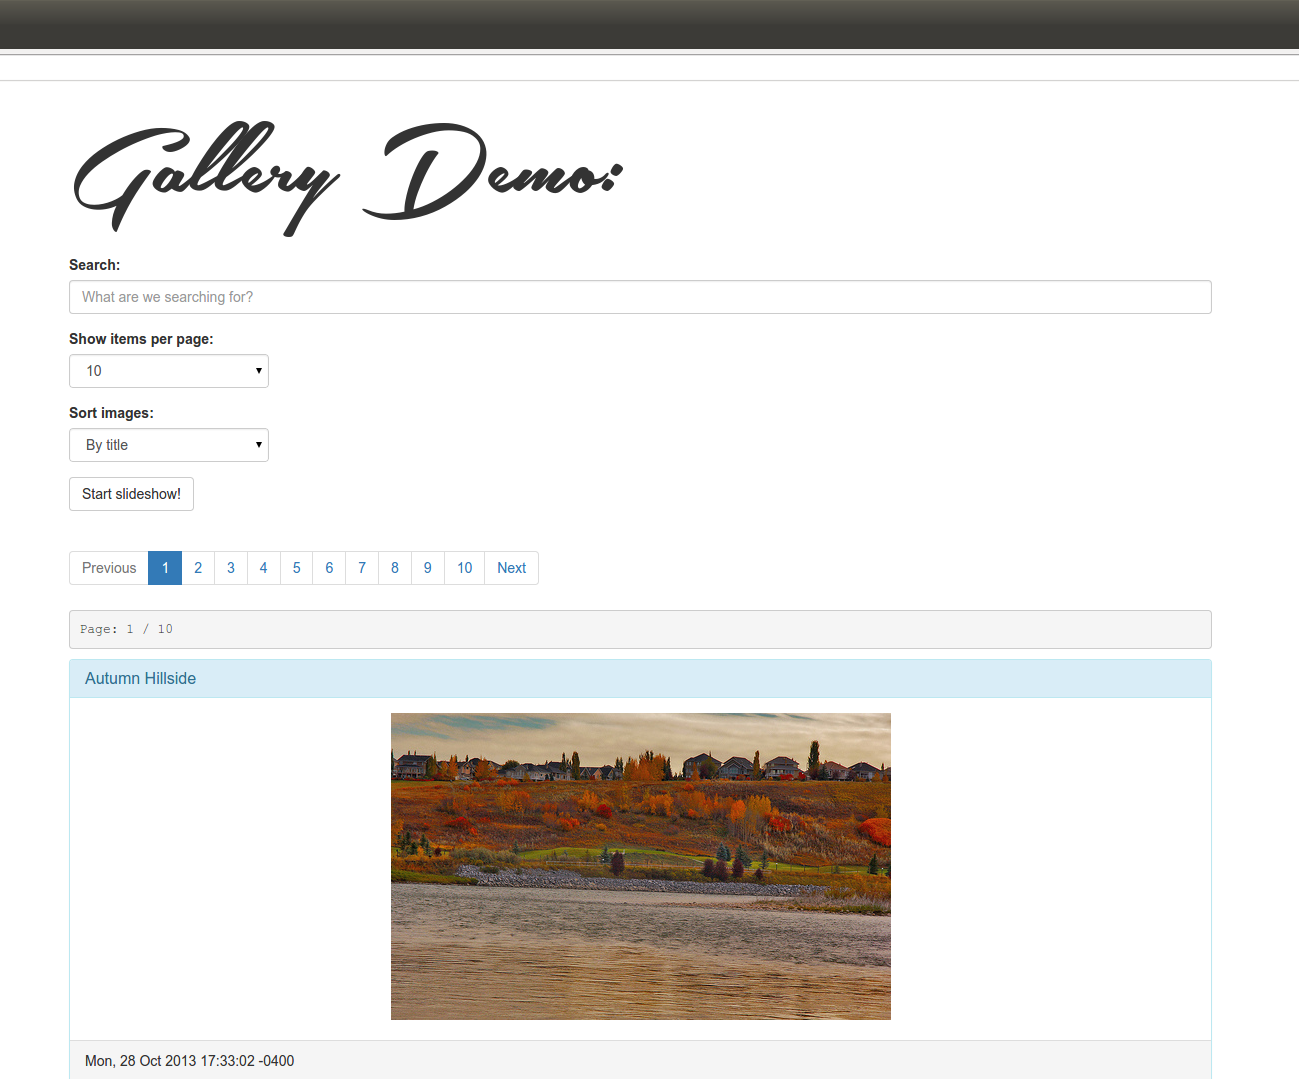 Gallery Demo:
Search:
What are we searching for?
Show items per page:
10
Sort images:
By title
Start slideshow!
Previous 1 2 3 4 5 6 7 8 9 10 Next
Page: 1 / 10
Autumn Hillside
Mon, 28 Oct 2013 17:33:02 -0400